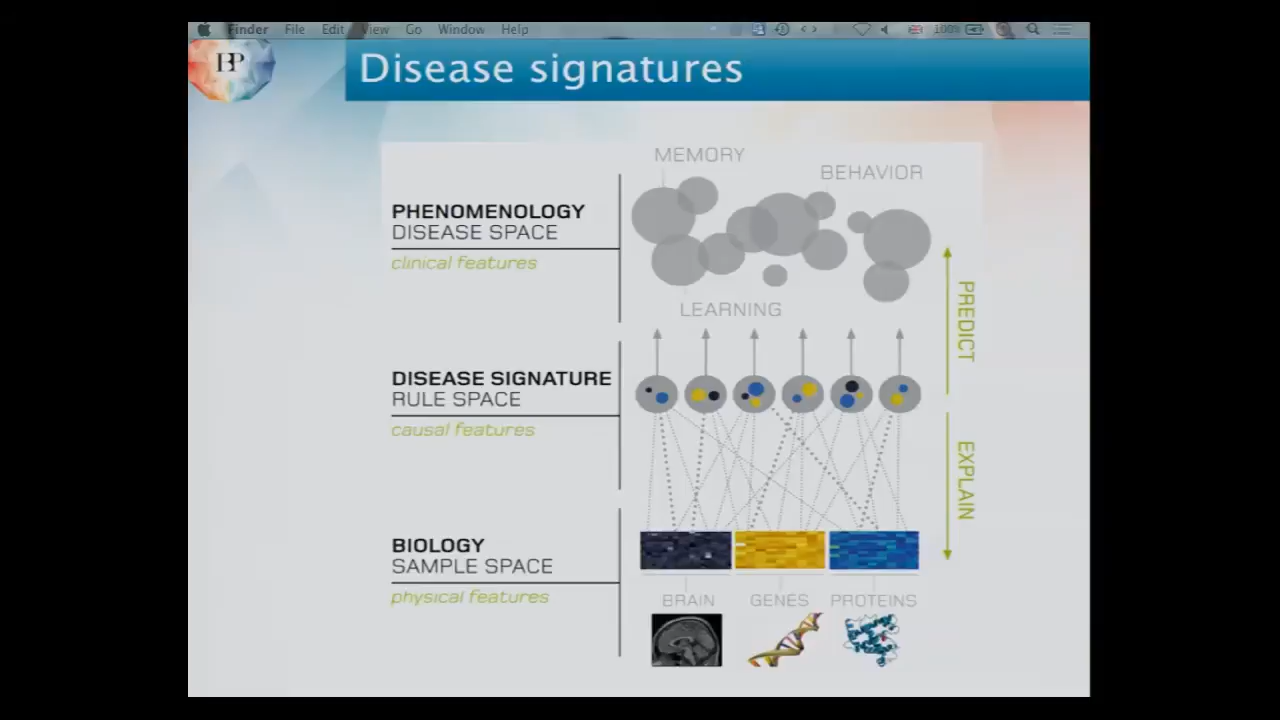 Finder File Edit View Go Window Help 100%
HBP
Disease signatures
MEMORY
BEHAVIOR
PHENOMENOLOGY
DISEASE SPACE
clinical features
LEARNING
PREDICT
DISEASE SIGNATURE
RULE SPACE
causal features
EXPLAIN
BIOLOGY
SAMPLE SPACE
physical features
BRAIN GENES PROTEINS